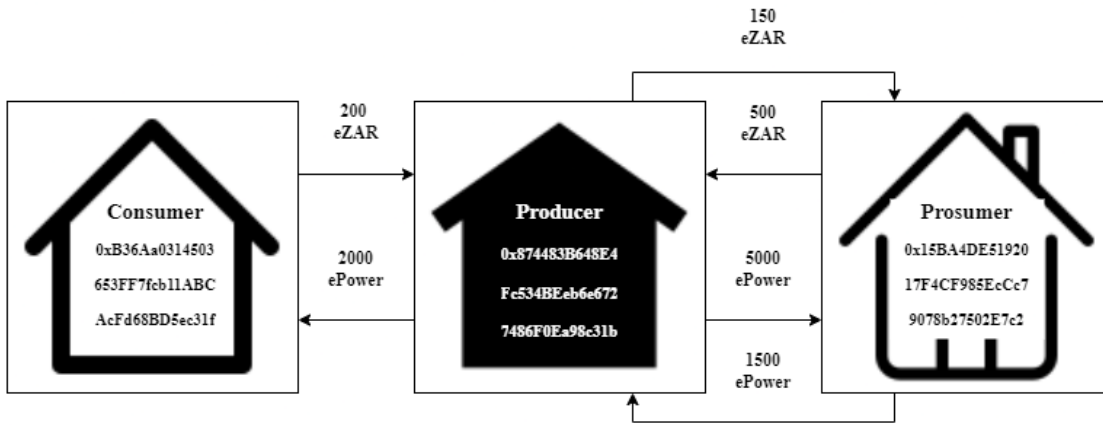 150
eZAR
200
eZAR
500
eZAR
Consumer
0xB36Aa0314503
653FF7fcb11ABC
AcFd68BD5ec31f
Producer
0x874483B648E4
Fc534BEeb6e672
7486F0Ea98c31b
Prosumer
0x15BA4DE51920
17F4CF985EcCc7
9078b27502E7c2
2000
ePower
5000
ePower
1500
ePower